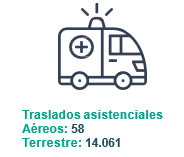 Traslados asistenciales
Aéreos: 58
Terrestre: 14.061